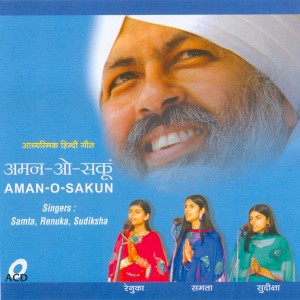 आध्यात्मिक हिन्दी गीत
अमन-ओ-सकूं
AMAN-O-SAKUN
Singers :
Samta, Renuka, Sudiksha
ACD
रेनुका समता सुदीक्षा